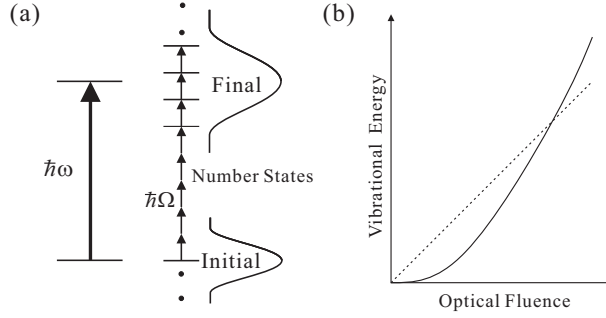 (a)
Final
ħω
Number States
ħΩ
Initial
(b)
Vibrational Energy
Optical Fluence